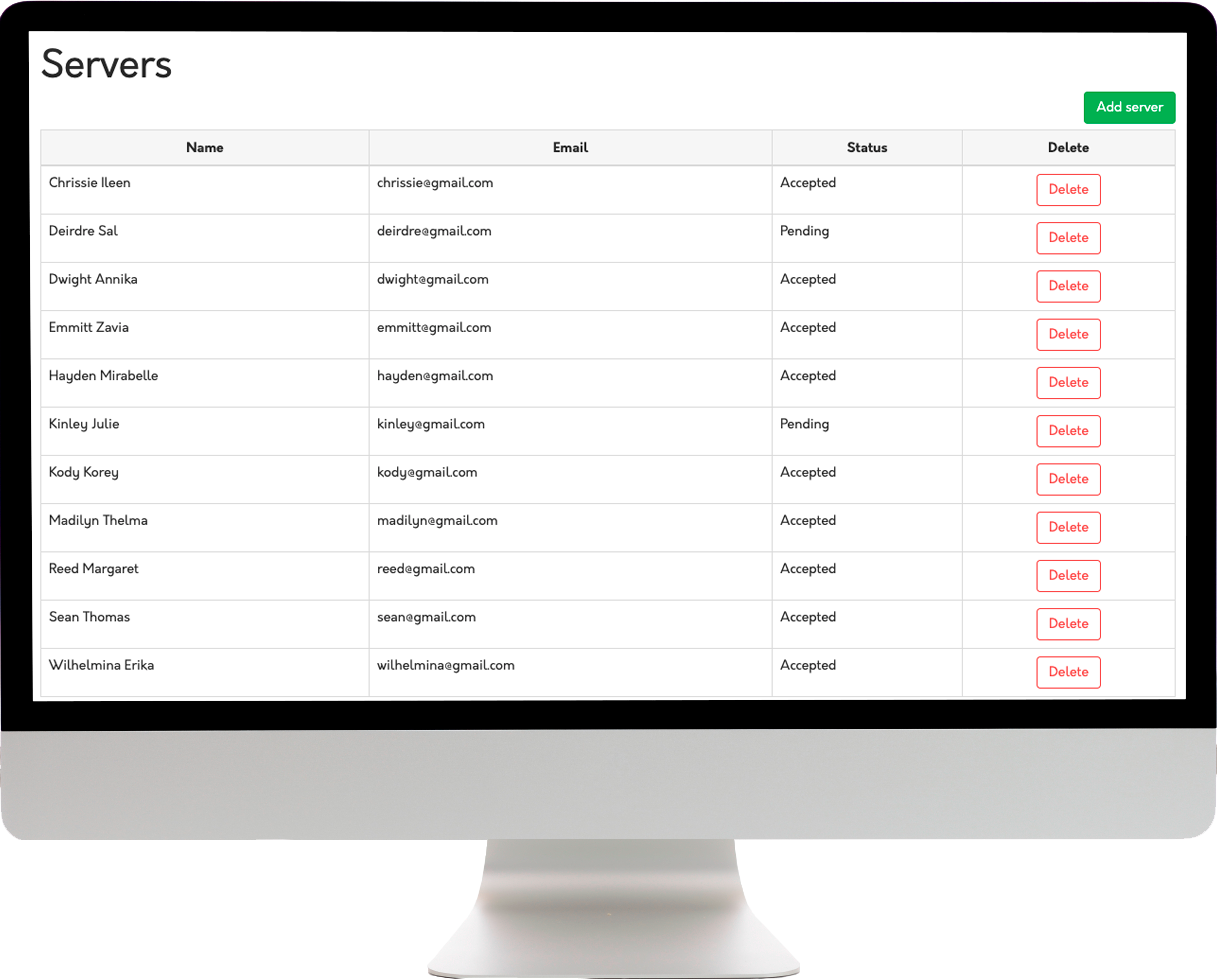 Servers
Add server
Name Email Status Delete
Chrissie Ileen chrissie@gmail.com Accepted Delete
Deirdre Sal deirdre@gmail.com Pending Delete
Dwight Annika dwight@gmail.com Accepted Delete
Emmitt Zavia emmitt@gmail.com Accepted Delete
Hayden Mirabelle hayden@gmail.com Accepted Delete
Kinley Julie kinley@gmail.com Pending Delete
Kody Korey kody@gmail.com Accepted Delete
Madilyn Thelma madilyn@gmail.com Accepted Delete
Reed Margaret reed@gmail.com Accepted Delete
Sean Thomas sean@gmail.com Accepted Delete
Wilhelmina Erika wilhelmina@gmail.com Accepted Delete